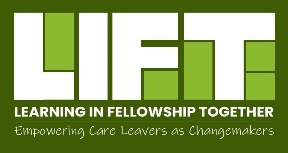 LIFT
LEARNING IN FELLOWSHIP TOGETHER
Empowering Care Leavers as Changemakers